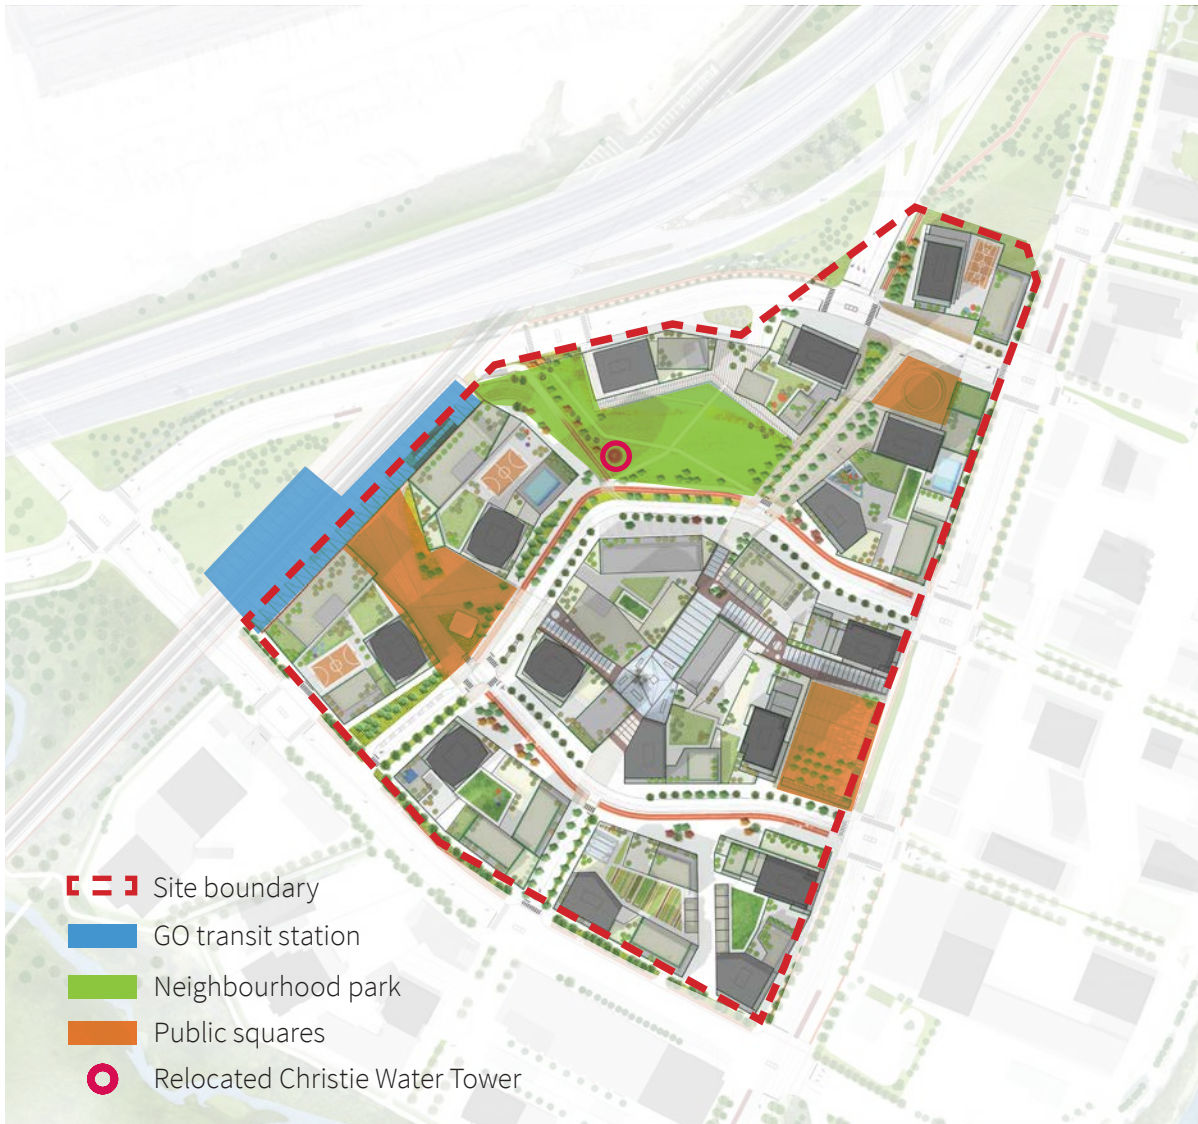 Site boundary
GO transit station
Neighbourhood park
Public squares
Relocated Christie Water Tower